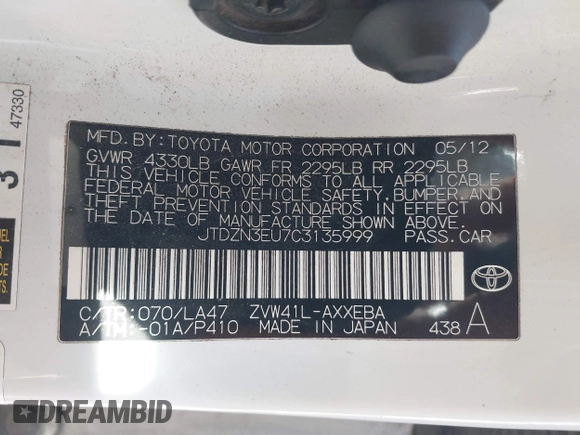 MFD. BY: TOYOTA MOTOR CORPORATION 05/12
GVWR 4330LB GAWR FR 2295LB RR 2295LB
THIS VEHICLE CONFORMS TO ALL APPLICABLE
FEDERAL MOTOR VEHICLE SAFETY, BUMPER, AND
THEFT PREVENTION STANDARDS IN EFFECT ON
THE DATE OF MANUFACTURE SHOWN ABOVE.
JTDZN3EU7C3135999 PASS. CAR
C/TR: 070/LA47 ZVW41L-AXXEBA
A/TM: -01A/P410 MADE IN JAPAN 438 A
TOYOTA
47330
DREAMBID